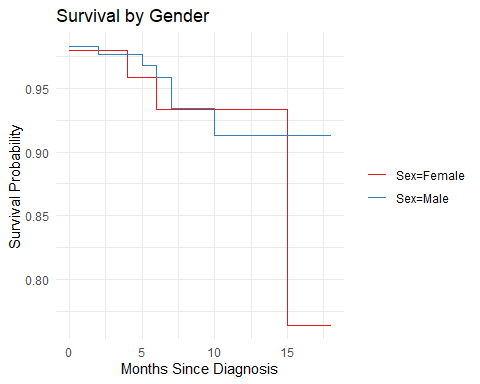 Survival by Gender
Survival Probability
0.95
0.90
0.85
0.80
0
5
10
15
Months Since Diagnosis
Sex=Female
Sex=Male